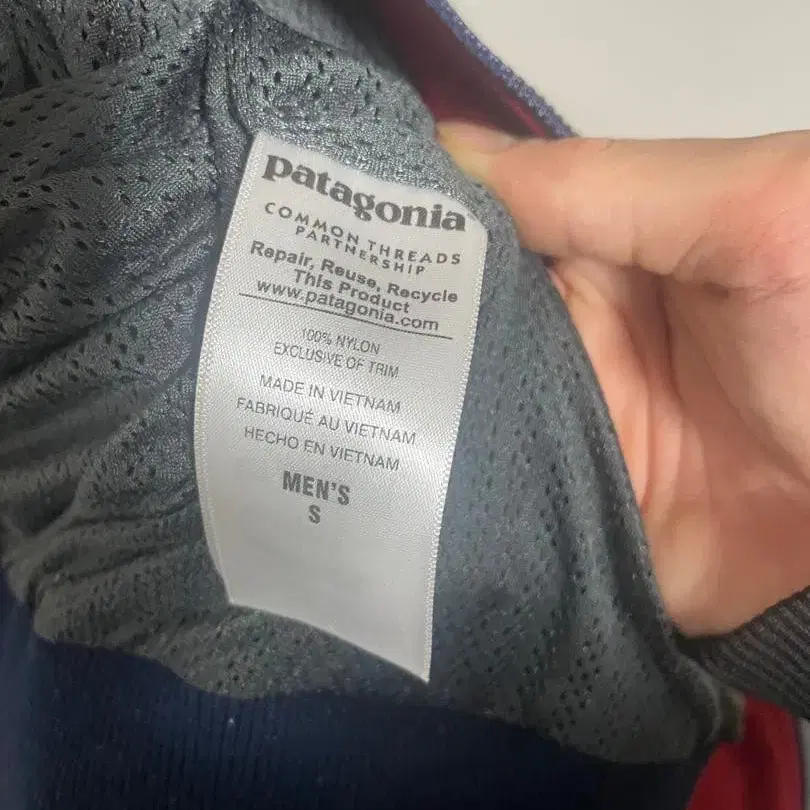 patagonia
COMMON THREADS
PARTNERSHIP
Repair, Reuse, Recycle
This Product
www.patagonia.com
100% NYLON
EXCLUSIVE OF TRIM
MADE IN VIETNAM
FABRIQUÉ AU VIETNAM
HECHO EN VIETNAM
MEN'S
S